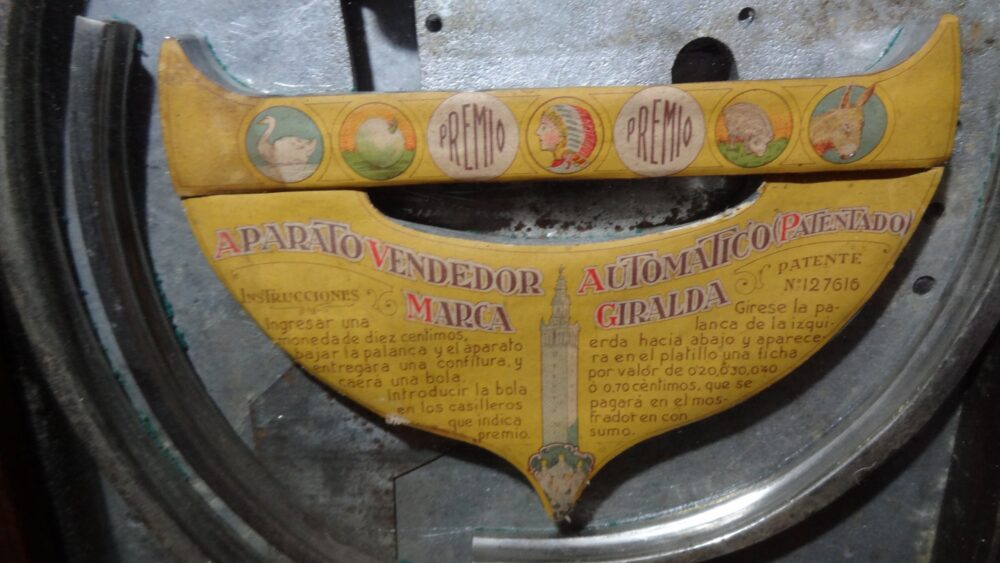 PREMIO
PREMIO
APARATO VENDEDOR AUTOMATICO (PATENTADO)
MARCA GIRALDA
PATENTE
Nº 127616
INSTRUCCIONES
Ingresar una
moneda de diez centimos,
bajar la palanca y el aparato
entregara una confitura, y
caera una bola.
Introducir la bola
en los casilleros
que indica
premio.
Girese la pa-
lanca de la izqui-
erda hacia abajo y aparece-
ra en el platillo una ficha
por valor de 0'20, 0'30, 0'40
ó 0,70 céntimos, que se
pagará en el mos-
trador en con
sumo.